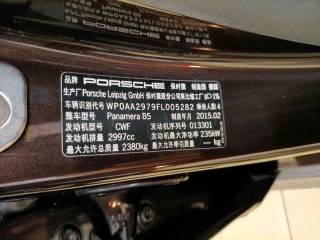 品牌 PORSCHE 保时捷 制造国 德国
厂名 Porsche Leipzig GmbH 保时捷股份公司莱比锡工厂
车辆识别代号 WP0AA2979FL005282 乘坐人数 4
整车型号 Panamera B5 制造年月 2015.02
发动机型号 CWF 发动机序列号 013301
发动机排量 2997cc 发动机最大净功率 235kW
最大允许总质量 2380kg 最大允许牵引质量 — kg